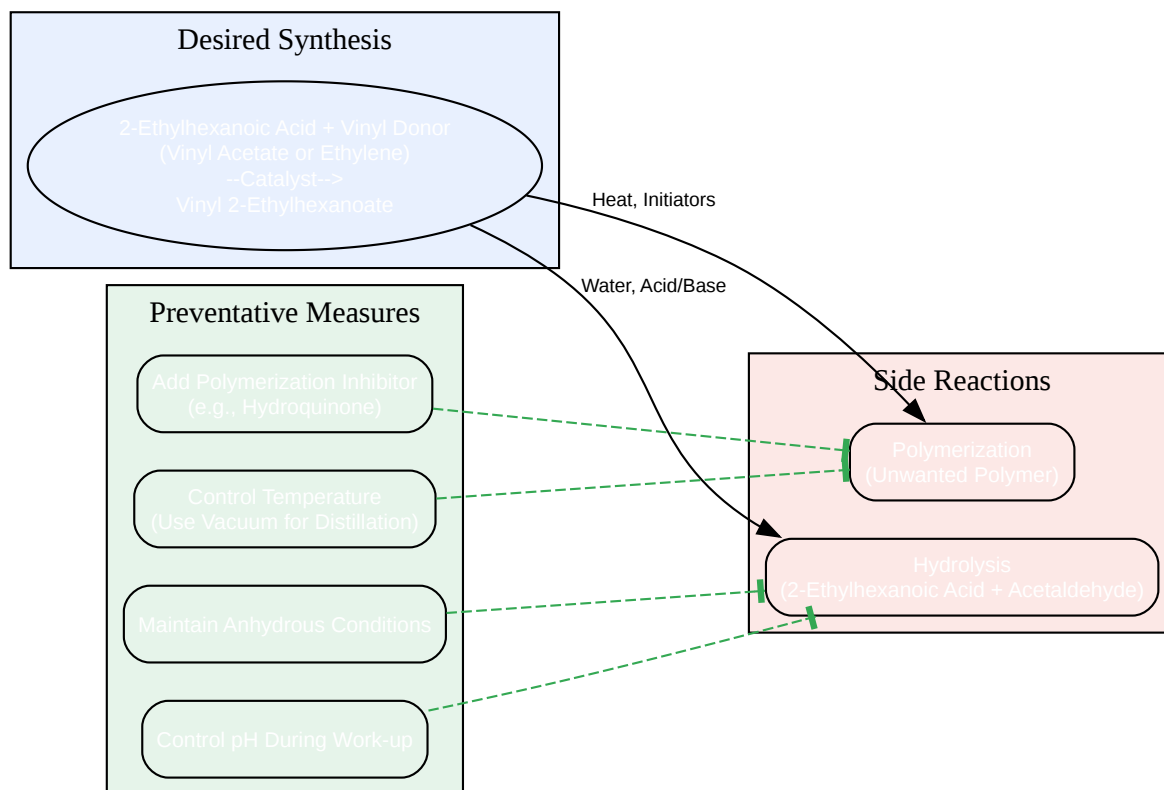 Desired Synthesis
2-Ethylhexanoic Acid + Vinyl Donor
(Vinyl Acetate or Ethylene)
--Catalyst-->
Vinyl 2-Ethylhexanoate
Heat, Initiators
Water, Acid/Base
Preventative Measures
Add Polymerization Inhibitor
(e.g., Hydroquinone)
Control Temperature
(Use Vacuum for Distillation)
Maintain Anhydrous Conditions
Control pH During Work-up
Side Reactions
Polymerization
(Unwanted Polymer)
Hydrolysis
(2-Ethylhexanoic Acid + Acetaldehyde)